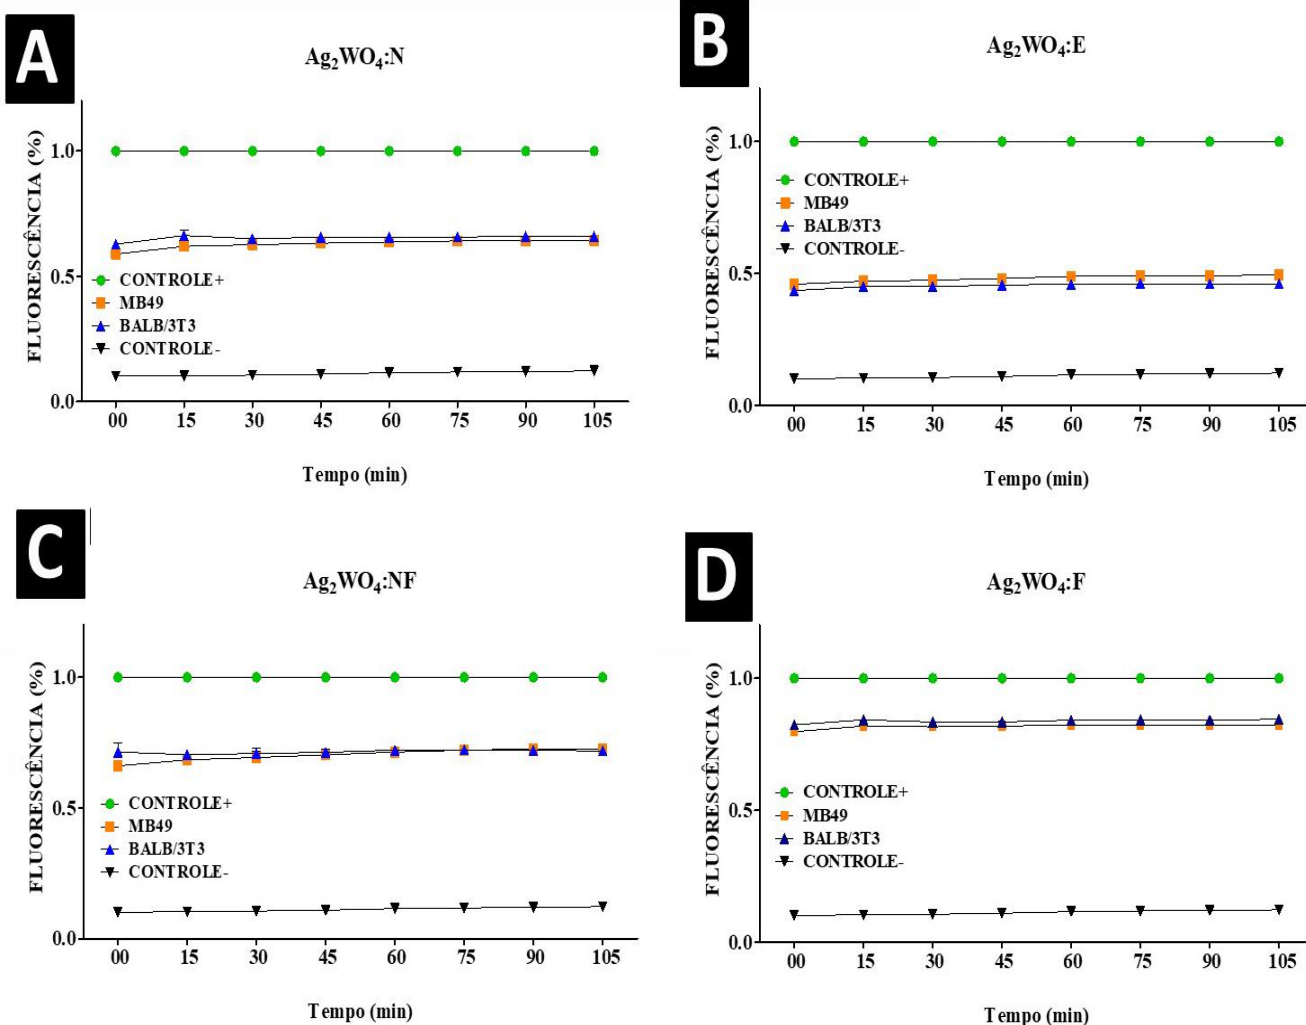 A
Ag₂WO₄:N
FLUORESCÊNCIA (%)
1.0
0.5
0.0
CONTROLE+
MB49
BALB/3T3
CONTROLE-
00 15 30 45 60 75 90 105
Tempo (min)
B
Ag₂WO₄:E
FLUORESCÊNCIA (%)
1.0
0.5
0.0
CONTROLE+
MB49
BALB/3T3
CONTROLE-
00 15 30 45 60 75 90 105
Tempo (min)
C
Ag₂WO₄:NF
FLUORESCÊNCIA (%)
1.0
0.5
0.0
CONTROLE+
MB49
BALB/3T3
CONTROLE-
00 15 30 45 60 75 90 105
Tempo (min)
D
Ag₂WO₄:F
FLUORESCÊNCIA (%)
1.0
0.5
0.0
CONTROLE+
MB49
BALB/3T3
CONTROLE-
00 15 30 45 60 75 90 105
Tempo (min)